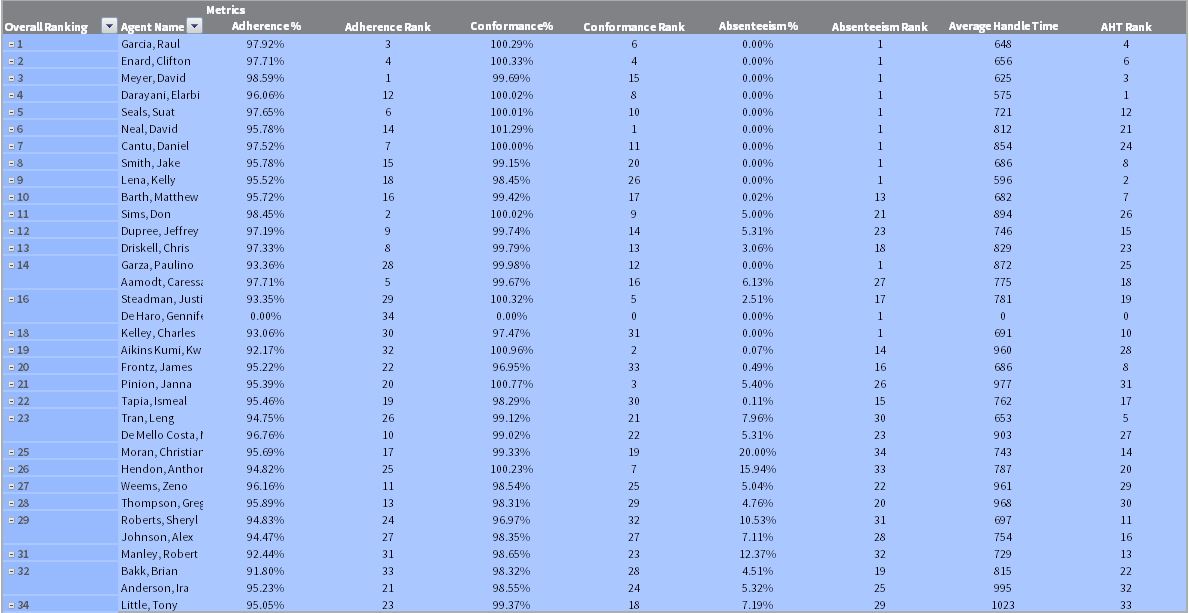 Metrics
Overall Ranking Agent Name Adherence % Adherence Rank Conformance% Conformance Rank Absenteeism % Absenteeism Rank Average Handle Time AHT Rank
1 Garcia, Raul 97.92% 3 100.29% 6 0.00% 1 648 4
2 Enard, Clifton 97.71% 4 100.33% 4 0.00% 1 656 6
3 Meyer, David 98.59% 1 99.69% 15 0.00% 1 625 3
4 Darayani, Elarbi 96.06% 12 100.02% 8 0.00% 1 575 1
5 Seals, Suat 97.65% 6 100.01% 10 0.00% 1 721 12
6 Neal, David 95.78% 14 101.29% 1 0.00% 1 812 21
7 Cantu, Daniel 97.52% 7 100.00% 11 0.00% 1 854 24
8 Smith, Jake 95.78% 15 99.15% 20 0.00% 1 686 8
9 Lena, Kelly 95.52% 18 98.45% 26 0.00% 1 596 2
10 Barth, Matthew 95.72% 16 99.42% 17 0.02% 13 682 7
11 Sims, Don 98.45% 2 100.02% 9 5.00% 21 894 26
12 Dupree, Jeffrey 97.19% 9 99.74% 14 5.31% 23 746 15
13 Driskell, Chris 97.33% 8 99.79% 13 3.06% 18 829 23
14 Garza, Paulino 93.36% 28 99.98% 12 0.00% 1 872 25
Aamodt, Caressa 97.71% 5 99.67% 16 6.13% 27 775 18
16 Steadman, Justi 93.35% 29 100.32% 5 2.51% 17 781 19
De Haro, Gennife 0.00% 34 0.00% 0 0.00% 1 0 0
18 Kelley, Charles 93.06% 30 97.47% 31 0.00% 1 691 10
19 Aikins Kumi, Kw 92.17% 32 100.96% 2 0.07% 14 960 28
20 Frontz, James 95.22% 22 96.95% 33 0.49% 16 686 8
21 Pinion, Janna 95.39% 20 100.77% 3 5.40% 26 977 31
22 Tapia, Ismeal 95.46% 19 98.29% 30 0.11% 15 762 17
23 Tran, Leng 94.75% 26 99.12% 21 7.96% 30 653 5
De Mello Costa, 96.76% 10 99.02% 22 5.31% 23 903 27
25 Moran, Christian 95.69% 17 99.33% 19 20.00% 34 743 14
26 Hendon, Anthor 94.82% 25 100.23% 7 15.94% 33 787 20
27 Weems, Zeno 96.16% 11 98.54% 25 5.04% 22 961 29
28 Thompson, Greg 95.89% 13 98.31% 29 4.76% 20 968 30
29 Roberts, Sheryl 94.83% 24 96.97% 32 10.53% 31 697 11
Johnson, Alex 94.47% 27 98.35% 27 7.11% 28 754 16
31 Manley, Robert 92.44% 31 98.65% 23 12.37% 32 729 13
32 Bakk, Brian 91.80% 33 98.32% 28 4.51% 19 815 22
Anderson, Ira 95.23% 21 98.55% 24 5.32% 25 995 32
34 Little, Tony 95.05% 23 99.37% 18 7.19% 29 1023 33